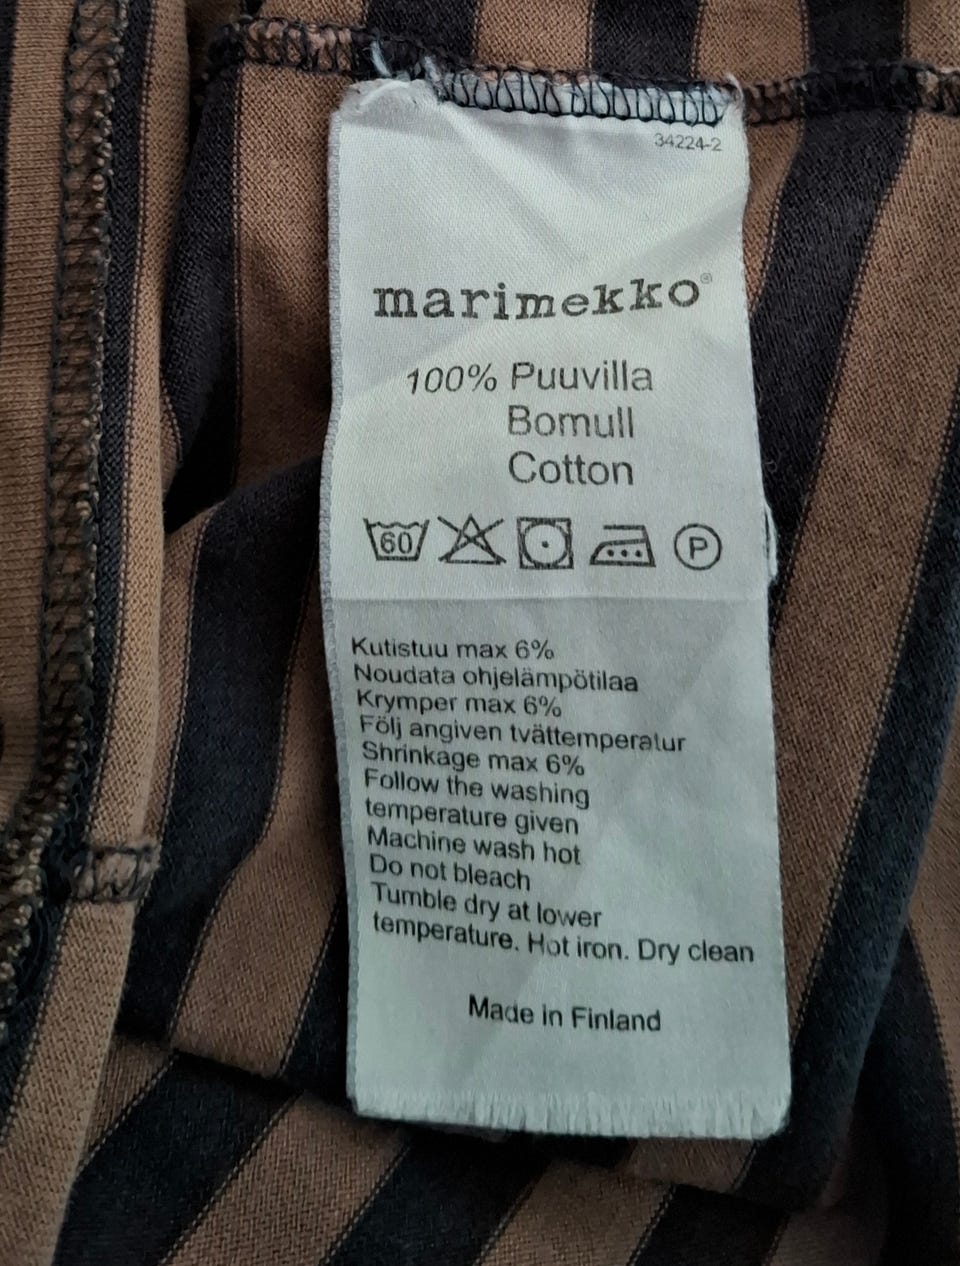 34224-2
marimekko®
100% Puuvilla
Bomull
Cotton
60 P
Kutistuu max 6%
Noudata ohjelämpötilaa
Krymper max 6%
Följ angiven tvättemperatur
Shrinkage max 6%
Follow the washing
temperature given
Machine wash hot
Do not bleach
Tumble dry at lower
temperature. Hot iron. Dry clean
Made in Finland